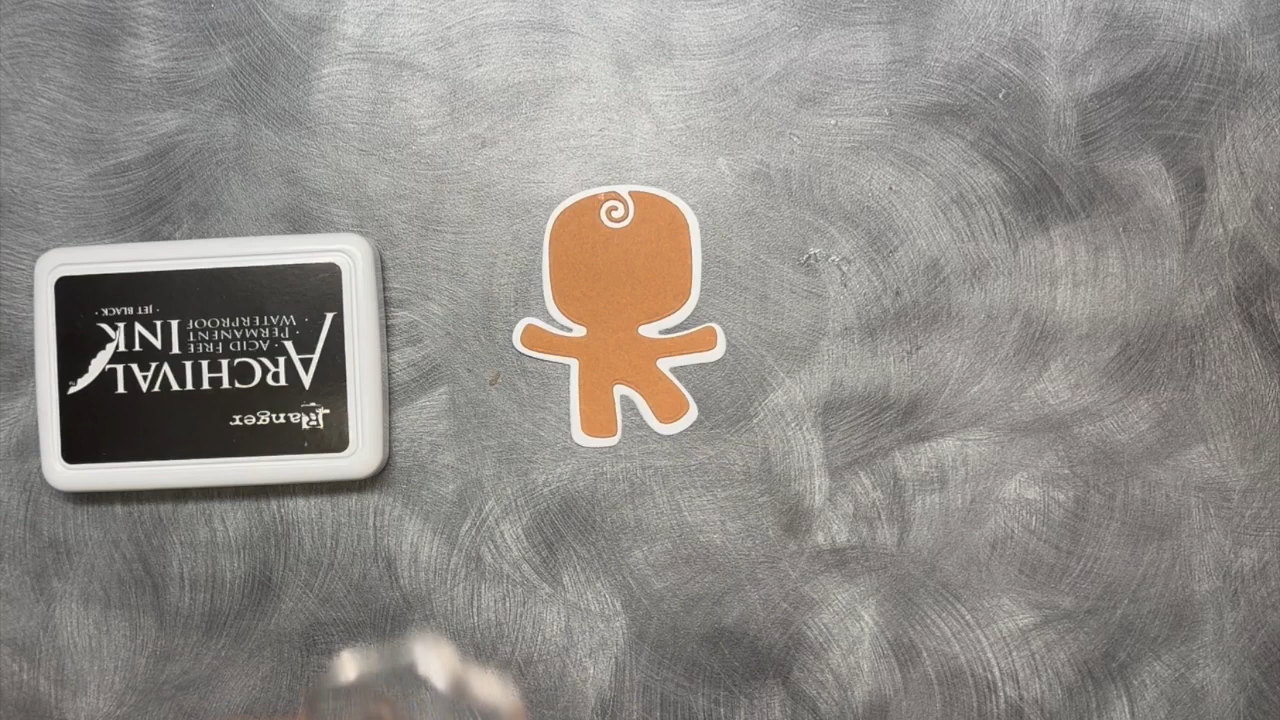 Ranger
ARCHIVAL
· ACID FREE
INK
· PERMANENT
· WATERPROOF
· JET BLACK ·